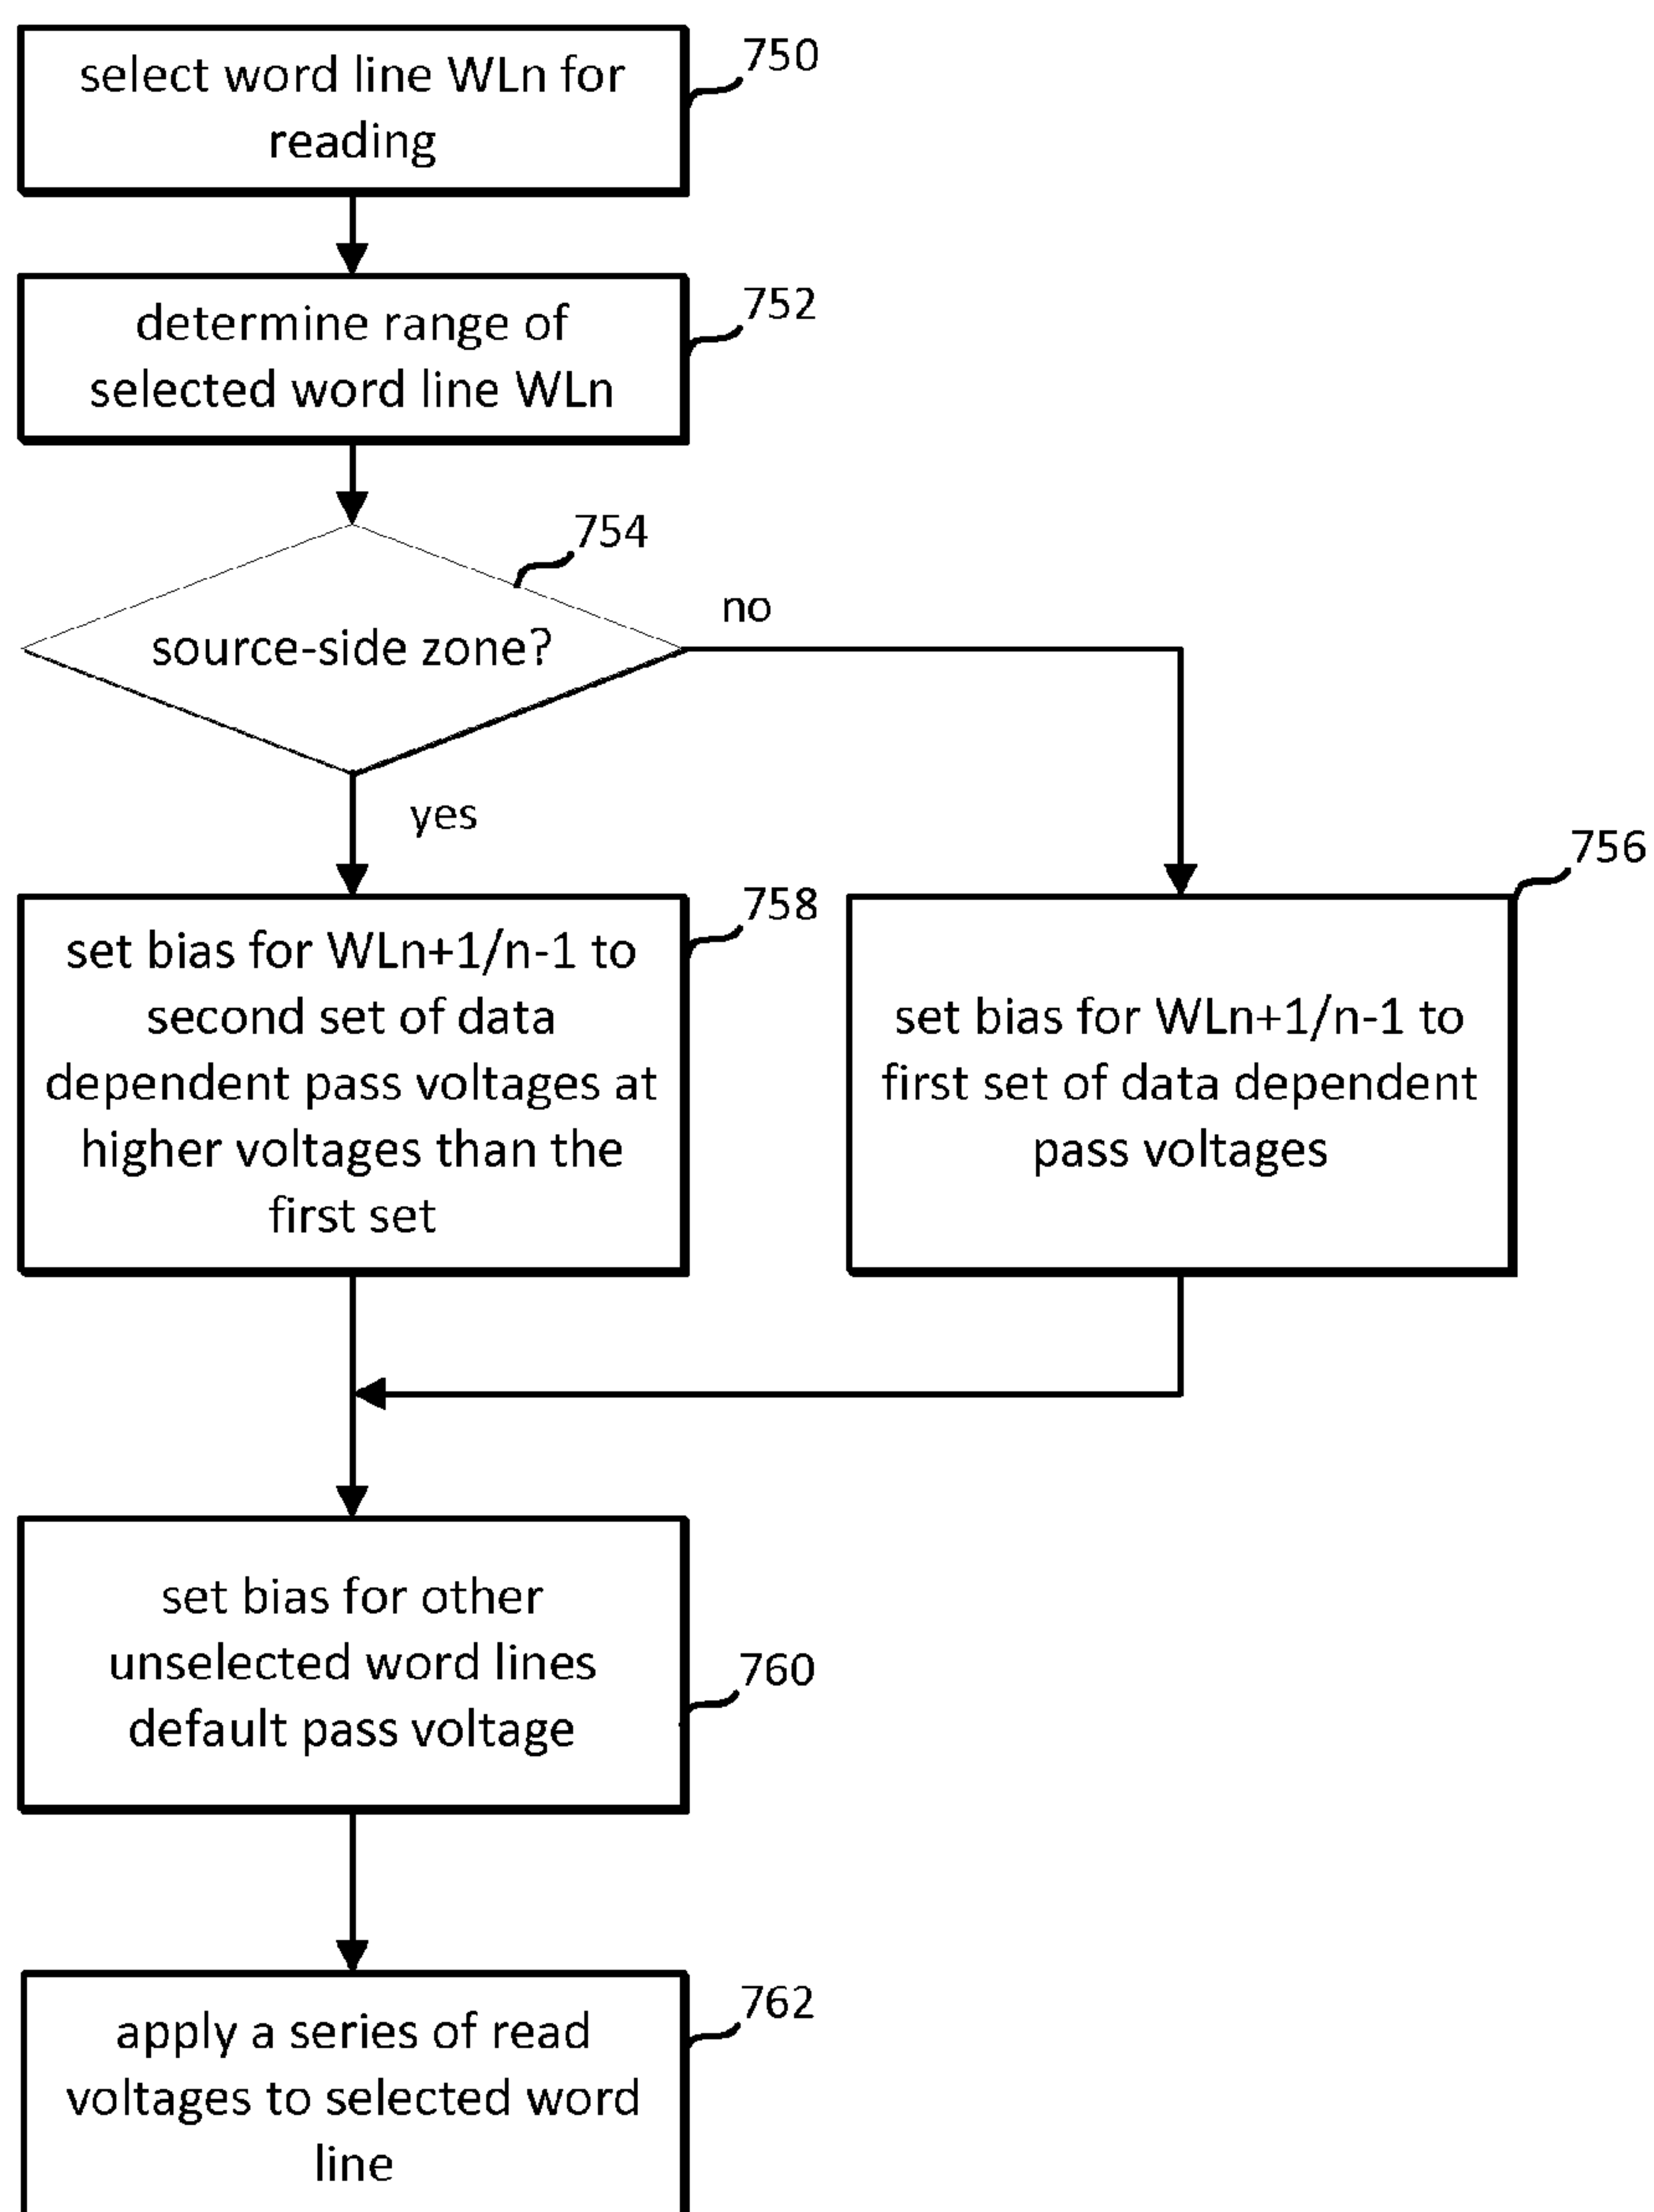 select word line WLn for
reading
750
determine range of
selected word line WLn
752
754
source-side zone?
no
yes
758
set bias for WLn+1/n-1 to
second set of data
dependent pass voltages at
higher voltages than the
first set
756
set bias for WLn+1/n-1 to
first set of data dependent
pass voltages
set bias for other
unselected word lines
default pass voltage
760
apply a series of read
voltages to selected word
line
762